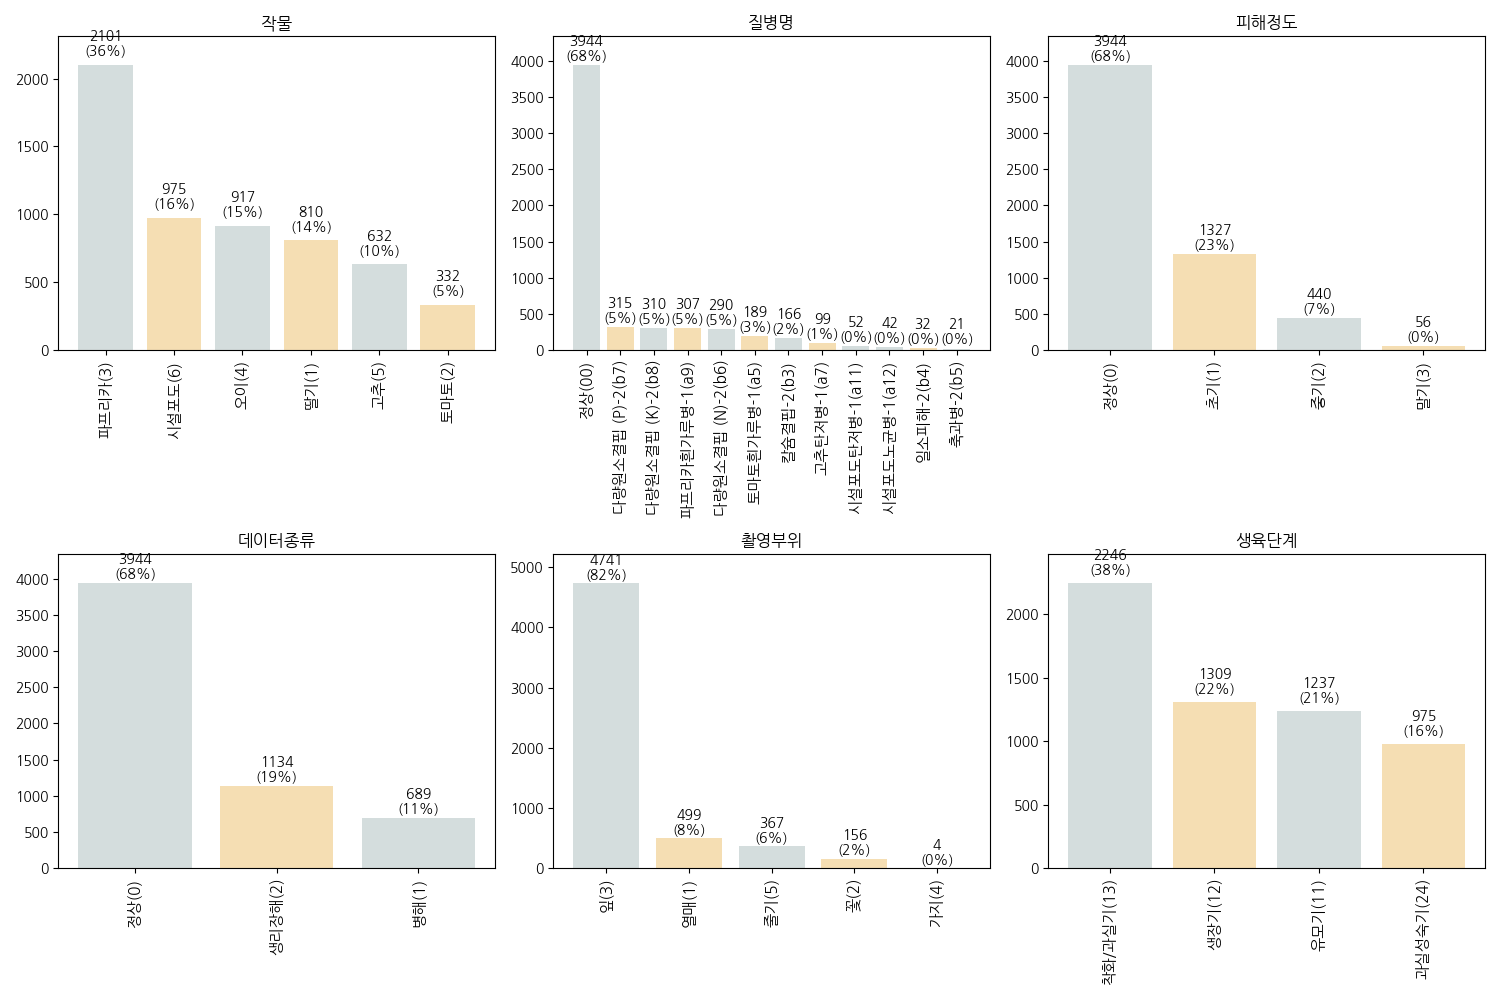 작물
2101
(36%)
975
(16%)
917
(15%)
810
(14%)
632
(10%)
332
(5%)
2000
1500
1000
500
0
파프리카(3)
시설포도(6)
오이(4)
딸기(1)
고추(5)
토마토(2)
질병명
3944
(68%)
315
(5%)
310
(5%)
307
(5%)
290
(5%)
189
(3%)
166
(2%)
99
(1%)
52
(0%)
42
(0%)
32
(0%)
21
(0%)
4000
3500
3000
2500
2000
1500
1000
500
0
정상(00)
다량원소결핍 (P)-2(b7)
다량원소결핍 (K)-2(b8)
파프리카흰가루병-1(a9)
다량원소결핍 (N)-2(b6)
토마토흰가루병-1(a5)
칼슘결핍-2(b3)
고추탄저병-1(a7)
시설포도탄저병-1(a11)
시설포도노균병-1(a12)
일소피해-2(b4)
축과병-2(b5)
피해정도
3944
(68%)
1327
(23%)
440
(7%)
56
(0%)
4000
3500
3000
2500
2000
1500
1000
500
0
정상(0)
초기(1)
중기(2)
말기(3)
데이터종류
3944
(68%)
1134
(19%)
689
(11%)
4000
3500
3000
2500
2000
1500
1000
500
0
정상(0)
생리장해(2)
병해(1)
촬영부위
4741
(82%)
499
(8%)
367
(6%)
156
(2%)
4
(0%)
5000
4000
3000
2000
1000
0
잎(3)
열매(1)
줄기(5)
꽃(2)
가지(4)
생육단계
2246
(38%)
1309
(22%)
1237
(21%)
975
(16%)
2000
1500
1000
500
0
착화/과실기(13)
생장기(12)
유모기(11)
과실성숙기(24)